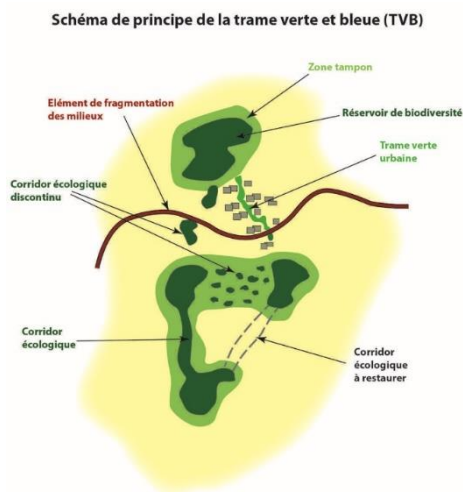 Schéma de principe de la trame verte et bleue (TVB)
Zone tampon
Elément de fragmentation
des milieux
Réservoir de biodiversité
Trame verte
urbaine
Corridor écologique
discontinu
Corridor
écologique
Corridor
écologique
à restaurer